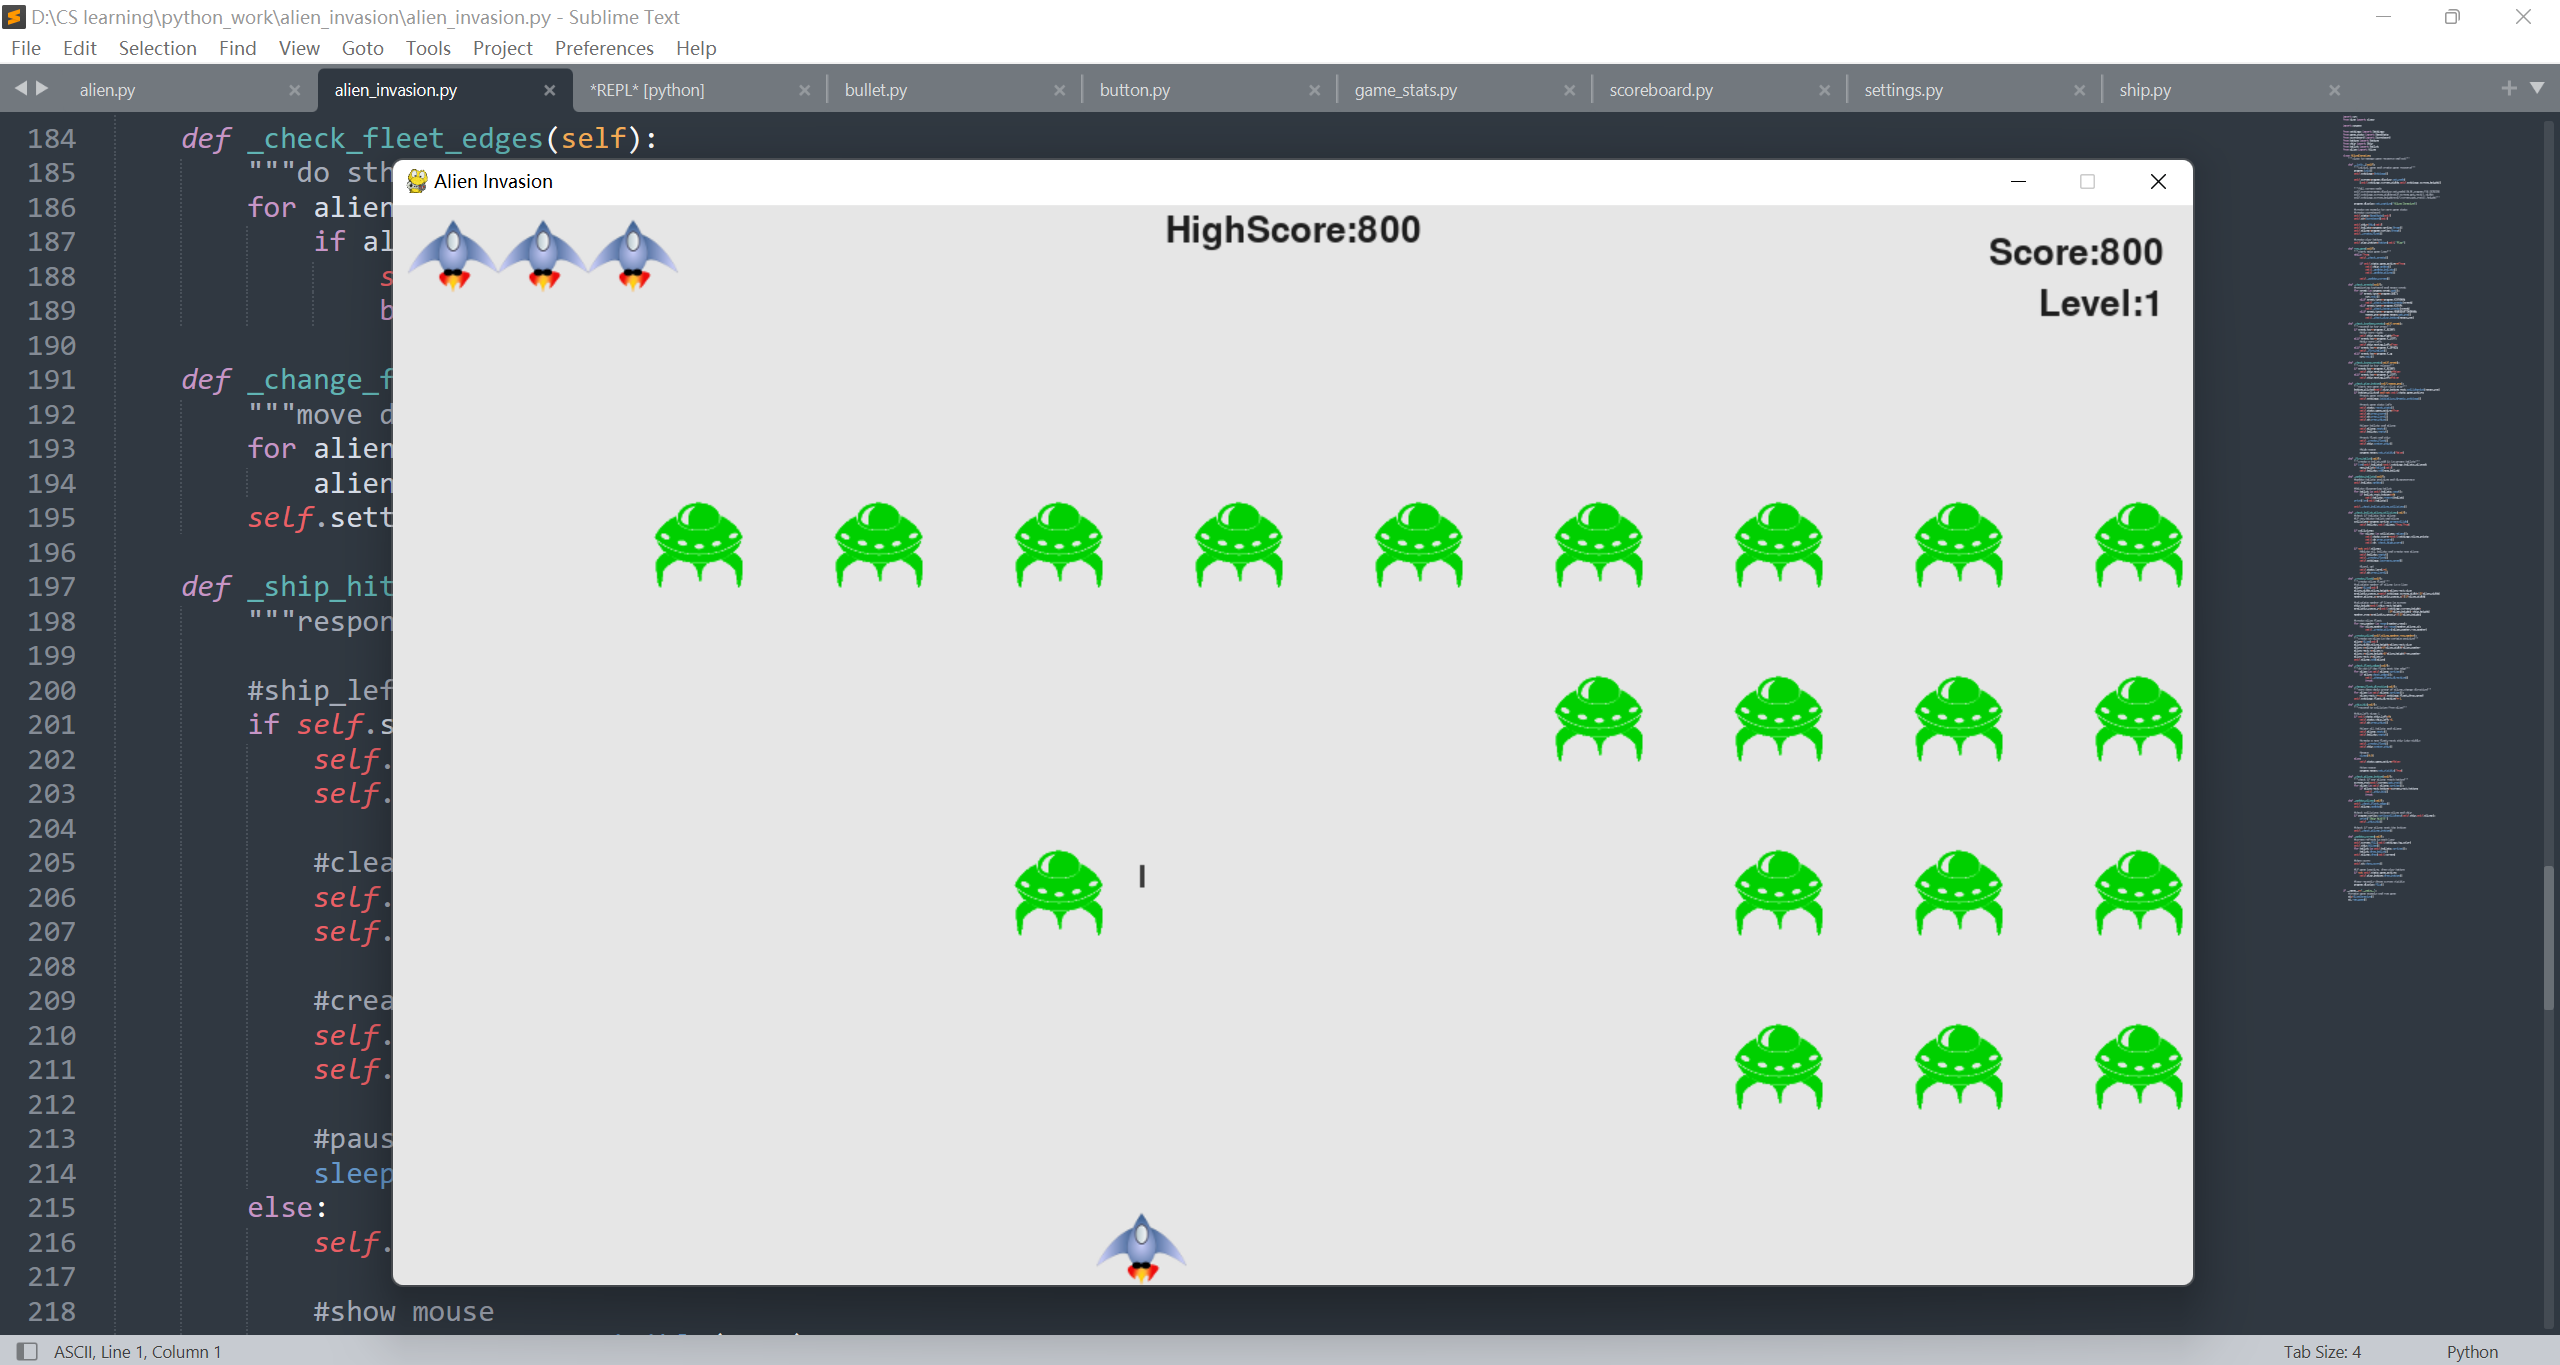 D:\CS learning\python_work\alien_invasion\alien_invasion.py - Sublime Text
File Edit Selection Find View Goto Tools Project Preferences Help
alien.py alien_invasion.py *REPL* [python] bullet.py button.py game_stats.py scoreboard.py settings.py ship.py
184 def _check_fleet_edges(self):
185 """do sth
Alien Invasion
186 for alien
187 if al
HighScore:800
Score:800
Level:1
188 s
189 b
190
191 def _change_f
192 """move d
193 for alien
194 alien
195 self.sett
196
197 def _ship_hit
198 """respon
199
200 #ship_lef
201 if self.s
202 self.
203 self.
204
205 #clea
206 self.
207 self.
208
209 #crea
210 self.
211 self.
212
213 #paus
214 sleep
215 else:
216 self.
217
218 #show mouse
ASCII, Line 1, Column 1 Tab Size: 4 Python